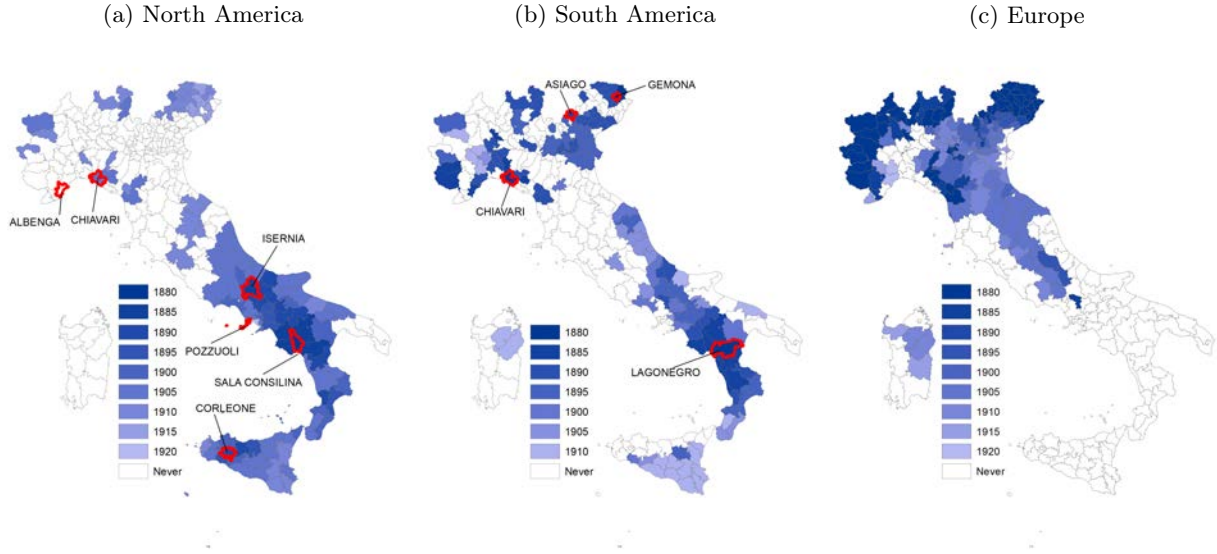 (a) North America
ALBENGA
CHIAVARI
ISERNIA
POZZUOLI
SALA CONSILINA
CORLEONE
1880
1885
1890
1895
1900
1905
1910
1915
1920
Never
(b) South America
ASIAGO
GEMONA
CHIAVARI
LAGONEGRO
1880
1885
1890
1895
1900
1905
1910
Never
(c) Europe
1880
1885
1890
1895
1900
1905
1910
1915
1920
Never